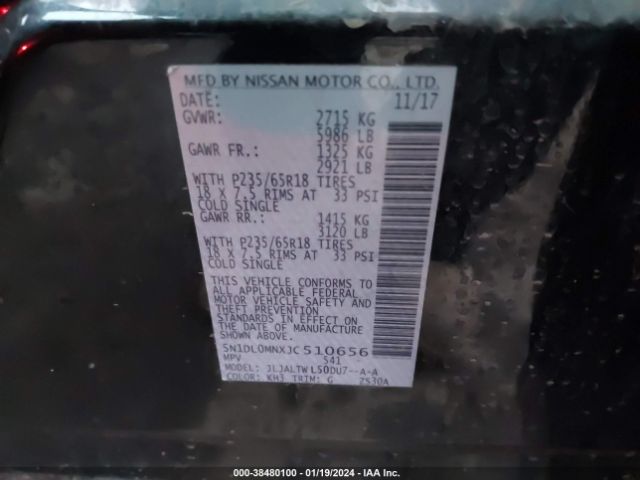 MFD BY NISSAN MOTOR CO., LTD.
DATE: 11/17
GVWR: 2715 KG
5986 LB
GAWR FR.: 1325 KG
2921 LB
WITH P235/65R18 TIRES
18 X 7.5 RIMS AT 33 PSI
COLD SINGLE
GAWR RR.: 1415 KG
3120 LB
WITH P235/65R18 TIRES
18 X 7.5 RIMS AT 33 PSI
COLD SINGLE
THIS VEHICLE CONFORMS TO
ALL APPLICABLE FEDERAL
MOTOR VEHICLE SAFETY AND
THEFT PREVENTION
STANDARDS IN EFFECT ON
THE DATE OF MANUFACTURE
SHOWN ABOVE.
5N1DL0MNXJC510656
MPV S41
MODEL: JLJALTWL50DU7--A-A
COLOR: KH3 TRIM: G 2S30A
000-38480100 - 01/19/2024 - IAA Inc.